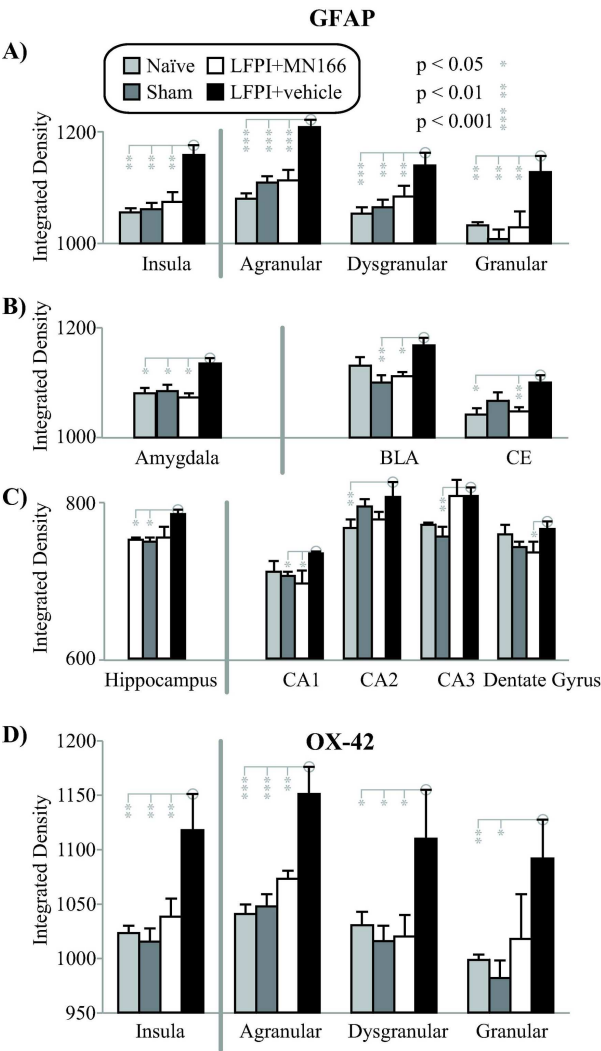 GFAP
A)
Naïve LFPI+MN166
Sham LFPI+vehicle
p < 0.05 *
p < 0.01 **
p < 0.001 ***
Integrated Density
1200
1000
** ** ** *** *** *** *** ** ** ** ** **
Insula Agranular Dysgranular Granular
B)
Integrated Density
1200
1000
* * * ** * * **
Amygdala BLA CE
C)
Integrated Density
800
600
* * * * ** ** *
Hippocampus CA1 CA2 CA3 Dentate Gyrus
D)
OX-42
Integrated Density
1200
1150
1100
1050
1000
950
** ** ** *** *** ** * * * ** *
Insula Agranular Dysgranular Granular